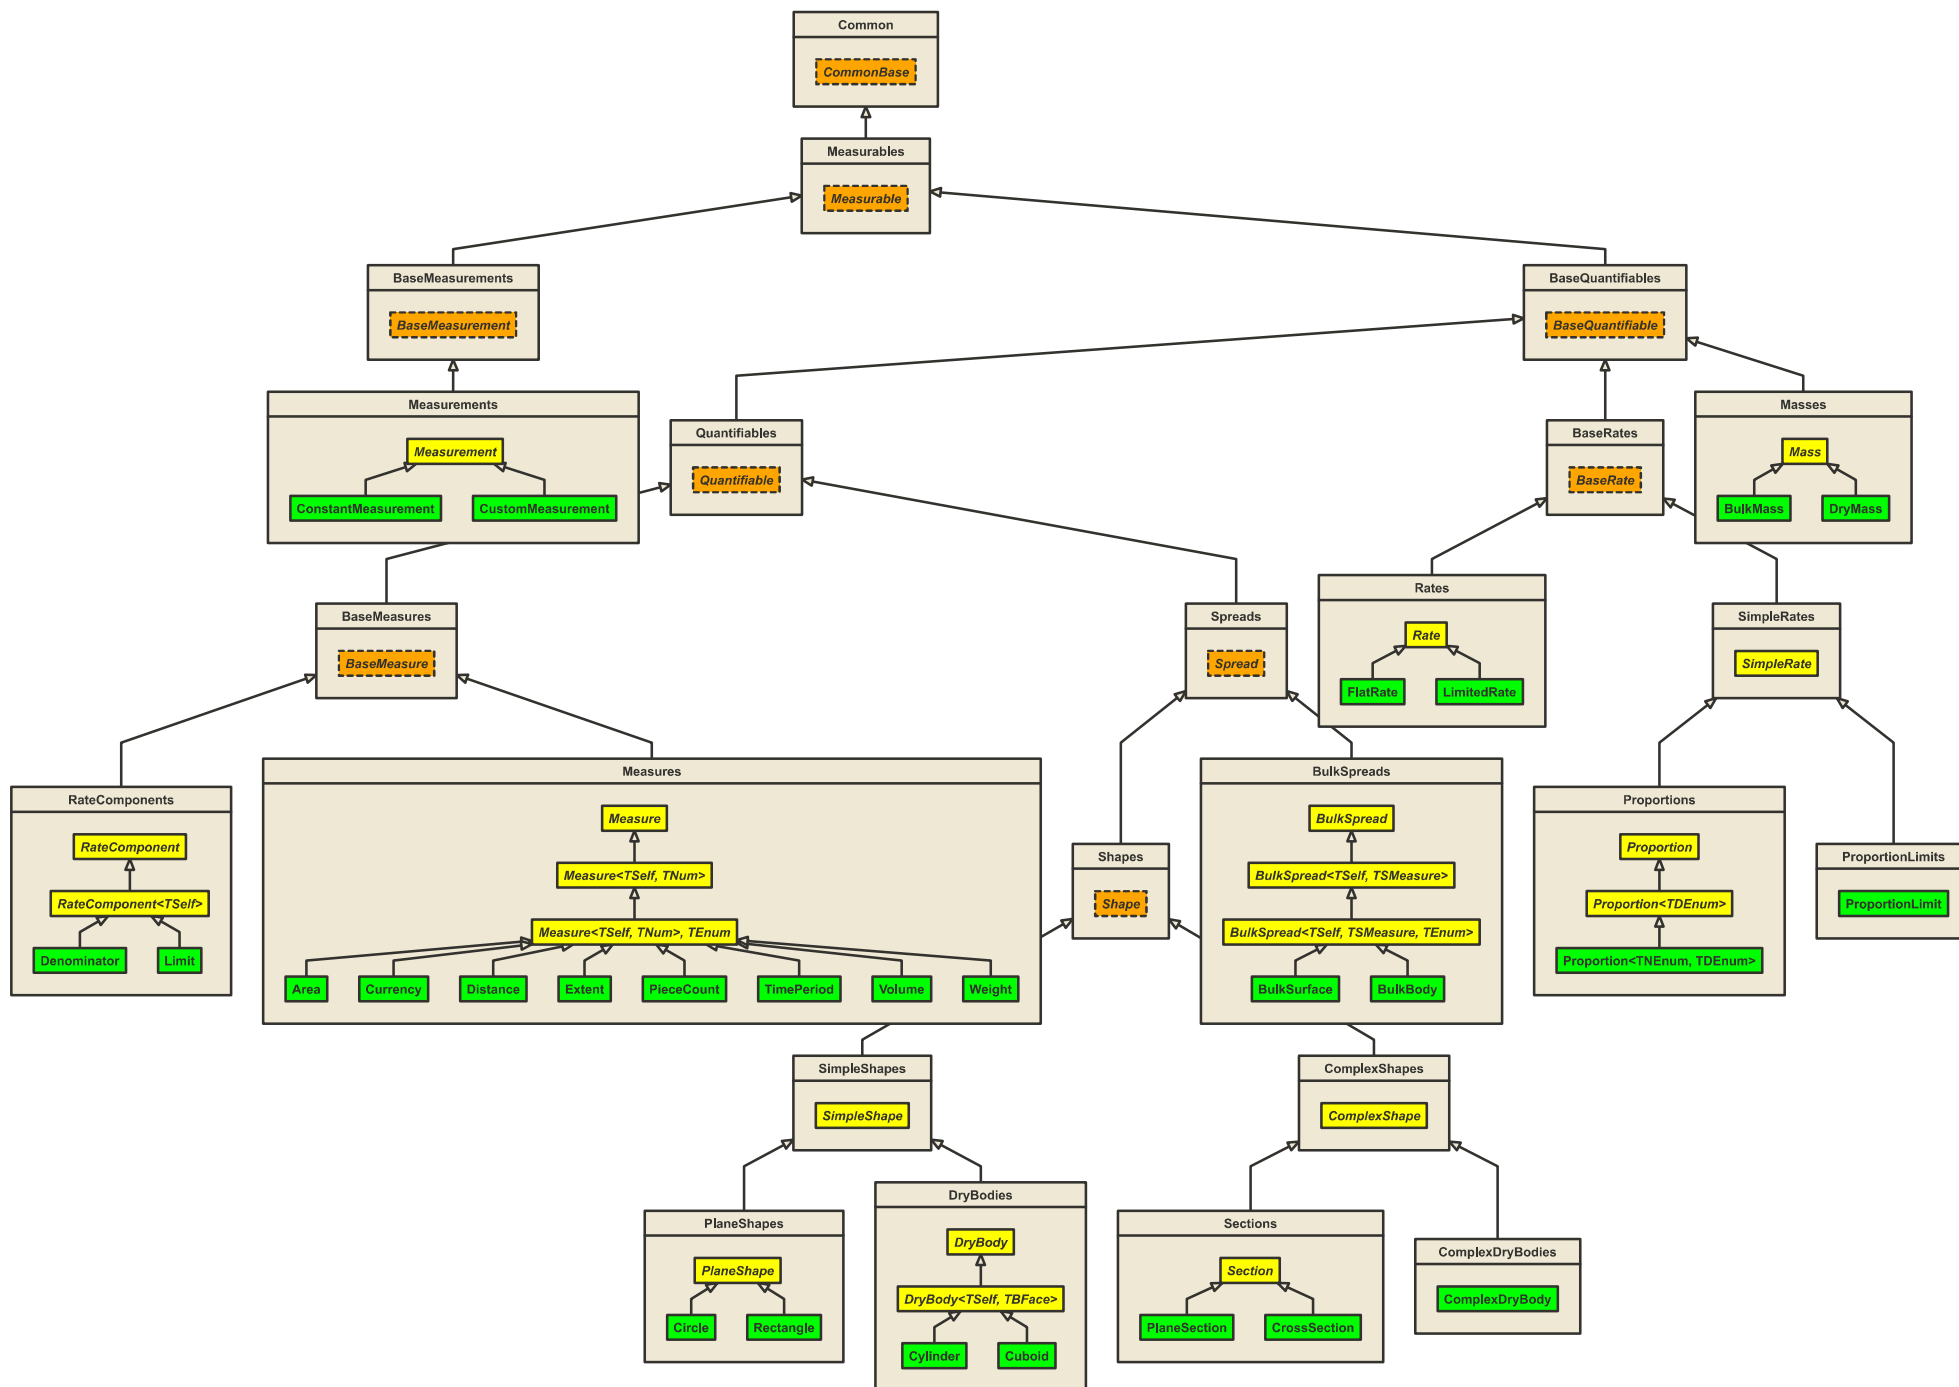 Common
CommonBase
Measurables
Measurable
BaseMeasurements
BaseMeasurement
BaseQuantifiables
BaseQuantifiable
Measurements
Measurement
ConstantMeasurement
CustomMeasurement
Quantifiables
Quantifiable
BaseRates
BaseRate
Masses
Mass
BulkMass
DryMass
BaseMeasures
BaseMeasure
Spreads
Spread
Rates
Rate
FlatRate
LimitedRate
SimpleRates
SimpleRate
RateComponents
RateComponent
RateComponent<TSelf>
Denominator
Limit
Measures
Measure
Measure<TSelf, TNum>
Measure<TSelf, TNum>, TEnum
Area
Currency
Distance
Extent
PieceCount
TimePeriod
Volume
Weight
Shapes
Shape
BulkSpreads
BulkSpread
BulkSpread<TSelf, TSMeasure>
BulkSpread<TSelf, TSMeasure, TEnum>
BulkSurface
BulkBody
Proportions
Proportion
Proportion<TDEnum>
Proportion<TNEnum, TDEnum>
ProportionLimits
ProportionLimit
SimpleShapes
SimpleShape
ComplexShapes
ComplexShape
PlaneShapes
PlaneShape
Circle
Rectangle
DryBodies
DryBody
DryBody<TSelf, TBFace>
Cylinder
Cuboid
Sections
Section
PlaneSection
CrossSection
ComplexDryBodies
ComplexDryBody